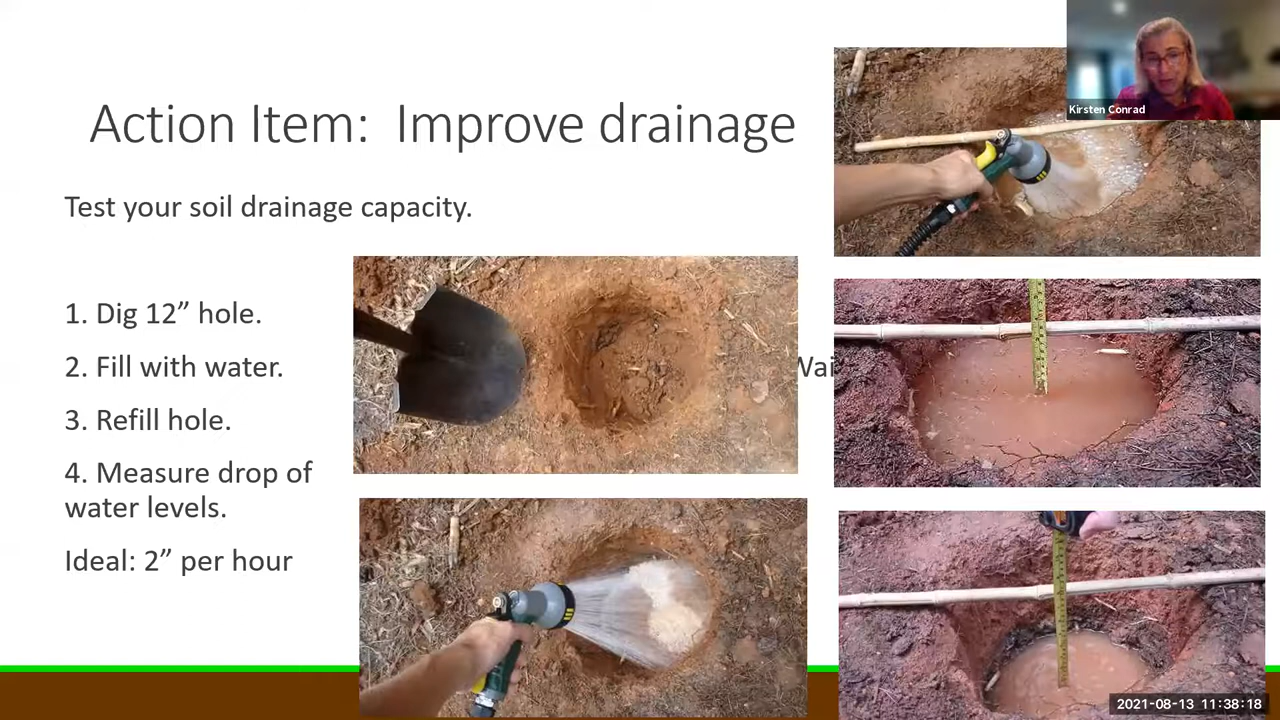 Kirsten Conrad
Action Item: Improve drainage
Test your soil drainage capacity.
1. Dig 12” hole.
2. Fill with water.
Wai
3. Refill hole.
4. Measure drop of
water levels.
Ideal: 2” per hour
2021-08-13 11:38:18